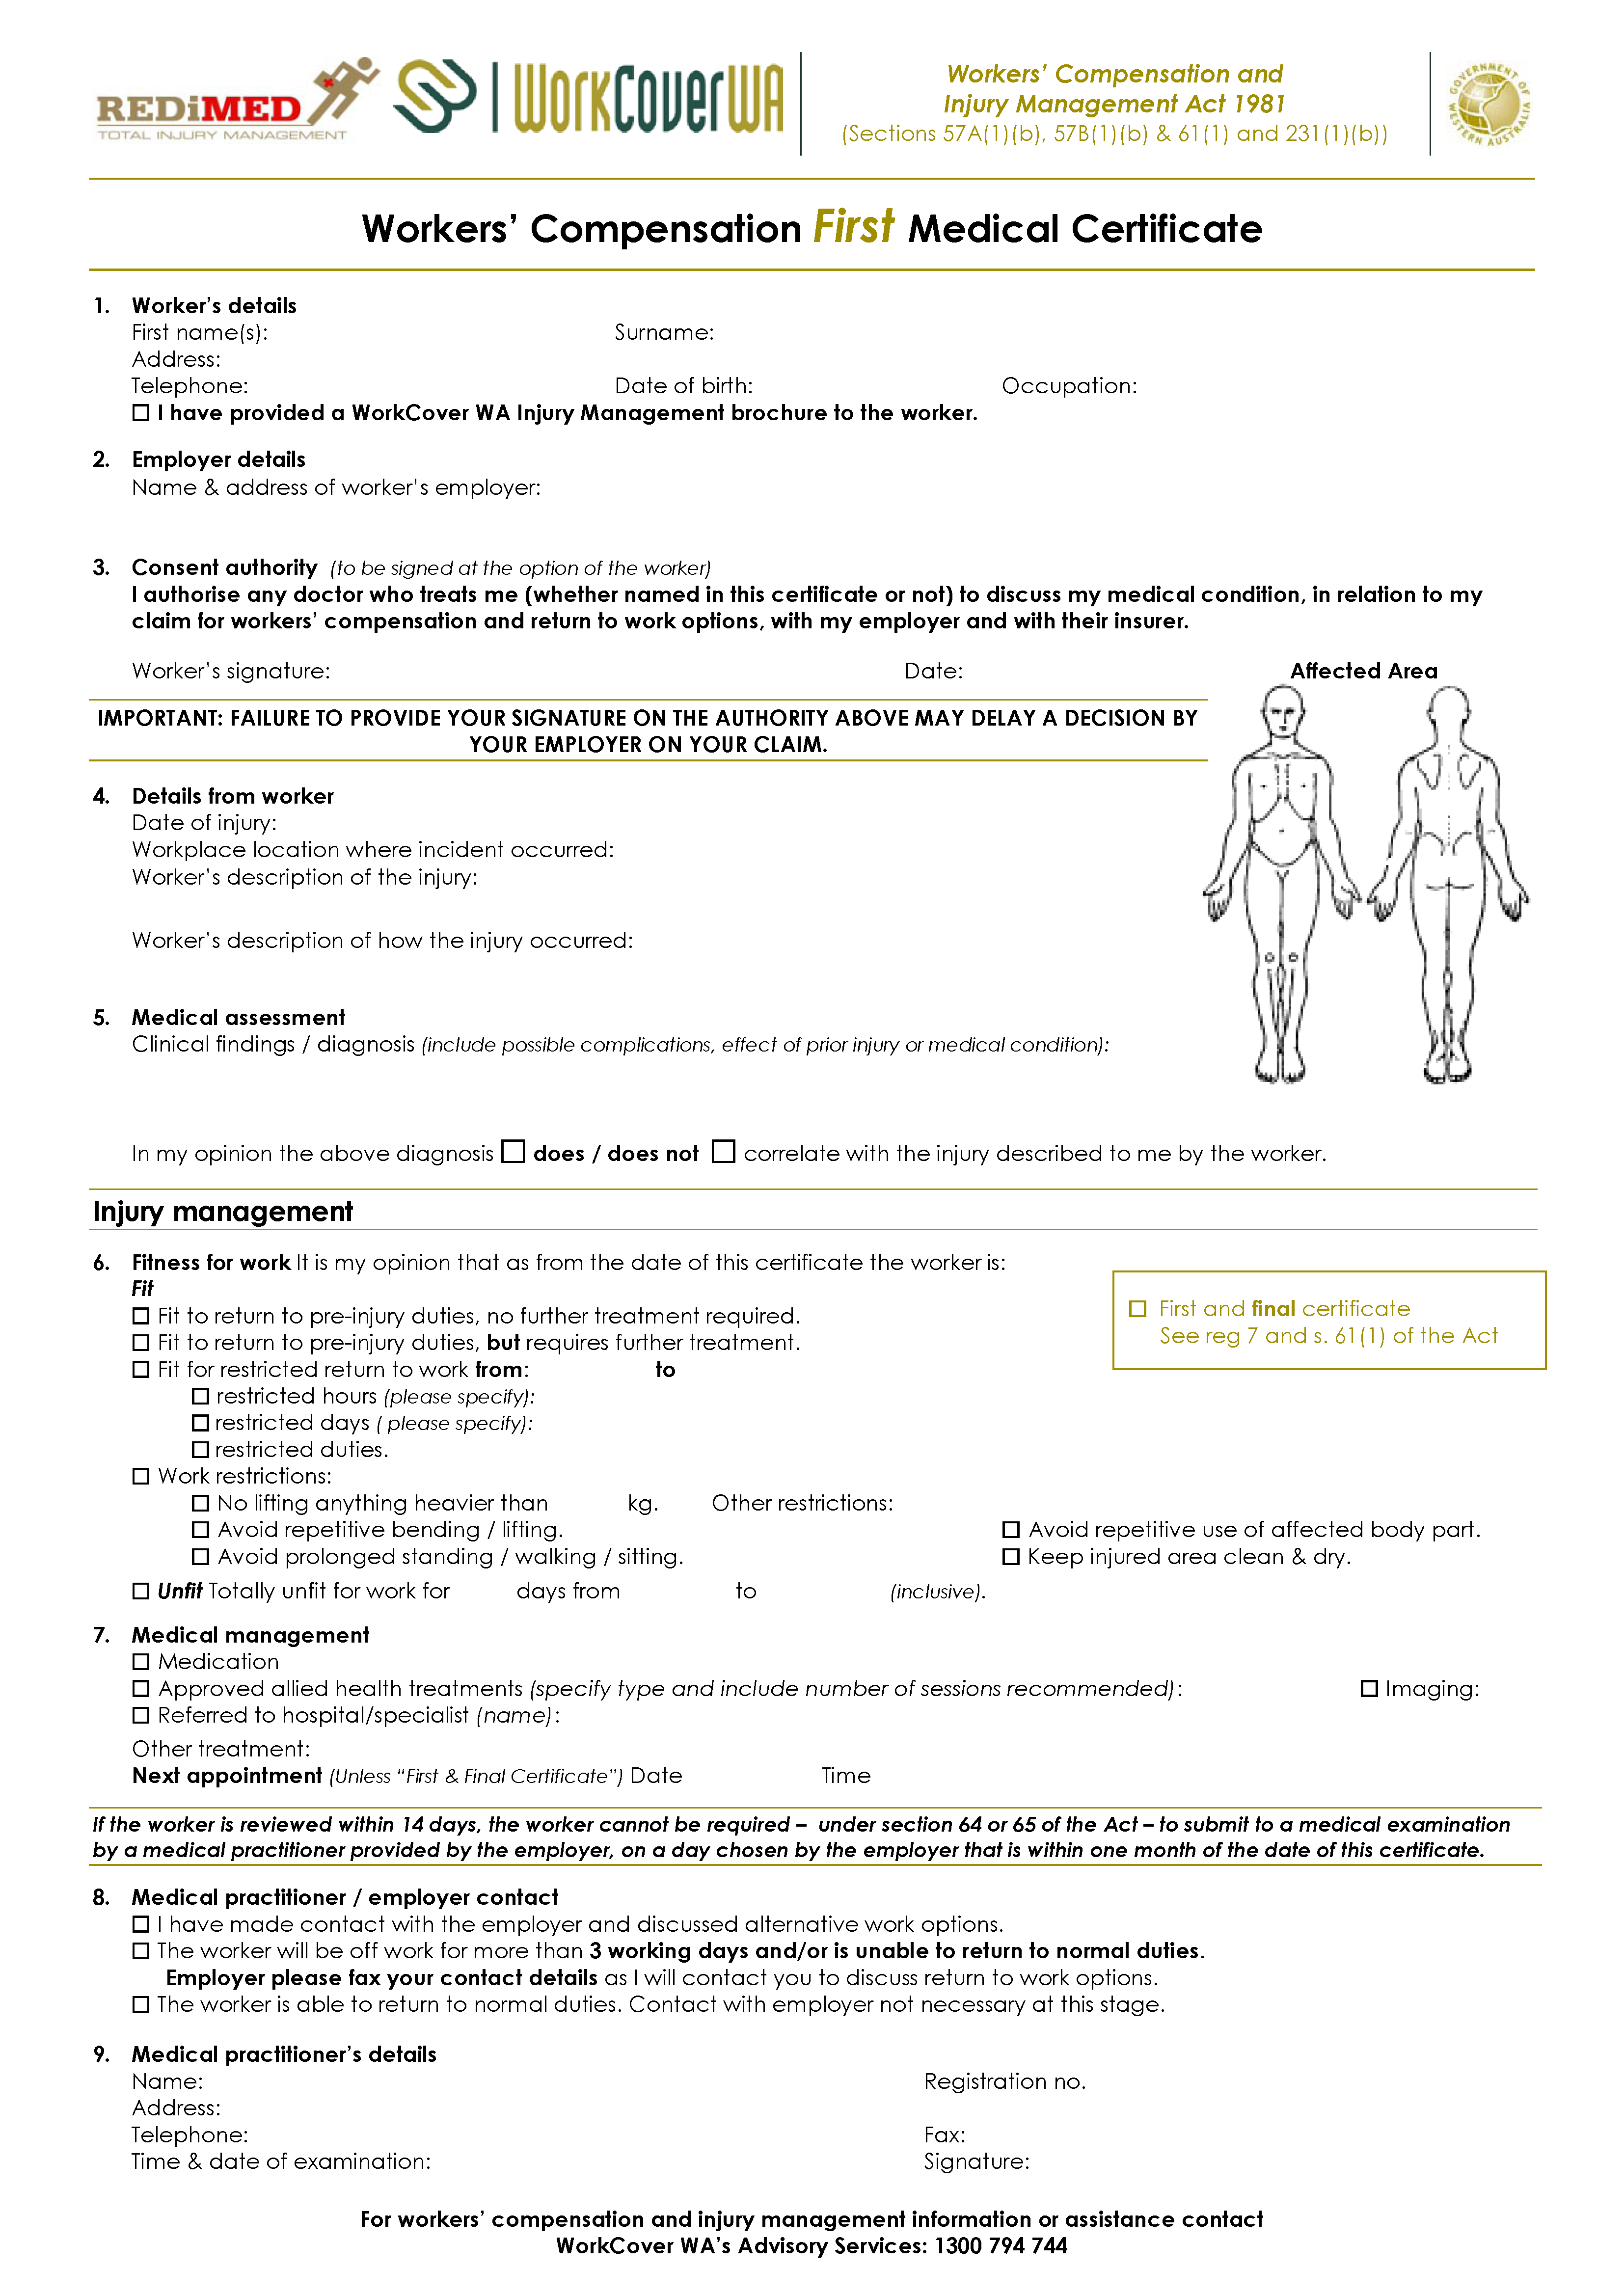 REDiMED
TOTAL INJURY MANAGEMENT
WorkCoverWA
Workers' Compensation and
Injury Management Act 1981
(Sections 57A(1)(b), 57B(1)(b) & 61(1) and 231(1)(b))
GOVERNMENT OF WESTERN AUSTRALIA
Workers' Compensation First Medical Certificate
1. Worker's details
First name(s): Surname:
Address:
Telephone: Date of birth: Occupation:
☐ I have provided a WorkCover WA Injury Management brochure to the worker.
2. Employer details
Name & address of worker's employer:
3. Consent authority (to be signed at the option of the worker)
I authorise any doctor who treats me (whether named in this certificate or not) to discuss my medical condition, in relation to my
claim for workers' compensation and return to work options, with my employer and with their insurer.
Worker's signature: Date: Affected Area
IMPORTANT: FAILURE TO PROVIDE YOUR SIGNATURE ON THE AUTHORITY ABOVE MAY DELAY A DECISION BY
YOUR EMPLOYER ON YOUR CLAIM.
4. Details from worker
Date of injury:
Workplace location where incident occurred:
Worker's description of the injury:
Worker's description of how the injury occurred:
5. Medical assessment
Clinical findings / diagnosis (include possible complications, effect of prior injury or medical condition):
In my opinion the above diagnosis ☐ does / does not ☐ correlate with the injury described to me by the worker.
Injury management
6. Fitness for work It is my opinion that as from the date of this certificate the worker is:
Fit
☐ Fit to return to pre-injury duties, no further treatment required.
☐ Fit to return to pre-injury duties, but requires further treatment.
☐ Fit for restricted return to work from: to
☐ First and final certificate
See reg 7 and s. 61(1) of the Act
☐ restricted hours (please specify):
☐ restricted days ( please specify):
☐ restricted duties.
☐ Work restrictions:
☐ No lifting anything heavier than kg. Other restrictions:
☐ Avoid repetitive bending / lifting. ☐ Avoid repetitive use of affected body part.
☐ Avoid prolonged standing / walking / sitting. ☐ Keep injured area clean & dry.
☐ Unfit Totally unfit for work for days from to (inclusive).
7. Medical management
☐ Medication
☐ Approved allied health treatments (specify type and include number of sessions recommended): ☐ Imaging:
☐ Referred to hospital/specialist (name):
Other treatment:
Next appointment (Unless "First & Final Certificate") Date Time
If the worker is reviewed within 14 days, the worker cannot be required – under section 64 or 65 of the Act – to submit to a medical examination
by a medical practitioner provided by the employer, on a day chosen by the employer that is within one month of the date of this certificate.
8. Medical practitioner / employer contact
☐ I have made contact with the employer and discussed alternative work options.
☐ The worker will be off work for more than 3 working days and/or is unable to return to normal duties.
Employer please fax your contact details as I will contact you to discuss return to work options.
☐ The worker is able to return to normal duties. Contact with employer not necessary at this stage.
9. Medical practitioner's details
Name: Registration no.
Address:
Telephone: Fax:
Time & date of examination: Signature:
For workers' compensation and injury management information or assistance contact
WorkCover WA's Advisory Services: 1300 794 744